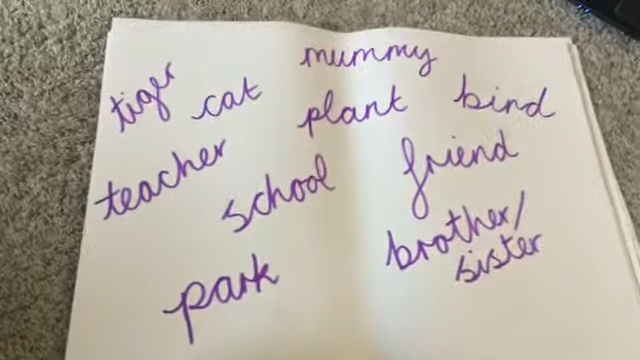 mummy
tiger cat plant bird
teacher school friend
park brother/
sister